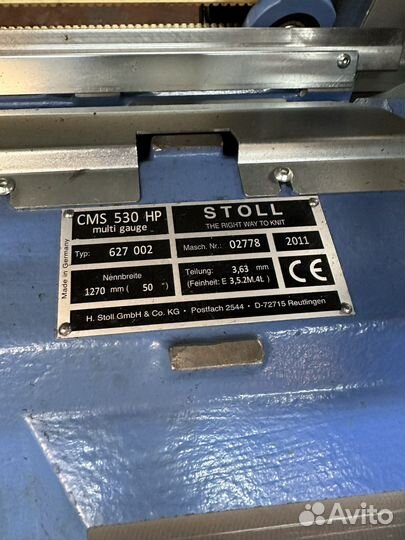 Made in Germany
CMS 530 HP
multi gauge
STOLL
THE RIGHT WAY TO KNIT
Typ: 627 002
Masch. Nr.: 02778 2011
Nennbreite
1270 mm ( 50 " )
Teilung: 3,63 mm
(Feinheit: E 3,5.2M.4L)
CE
H. Stoll GmbH & Co. KG • Postfach 2544 • D-72715 Reutlingen
Avito